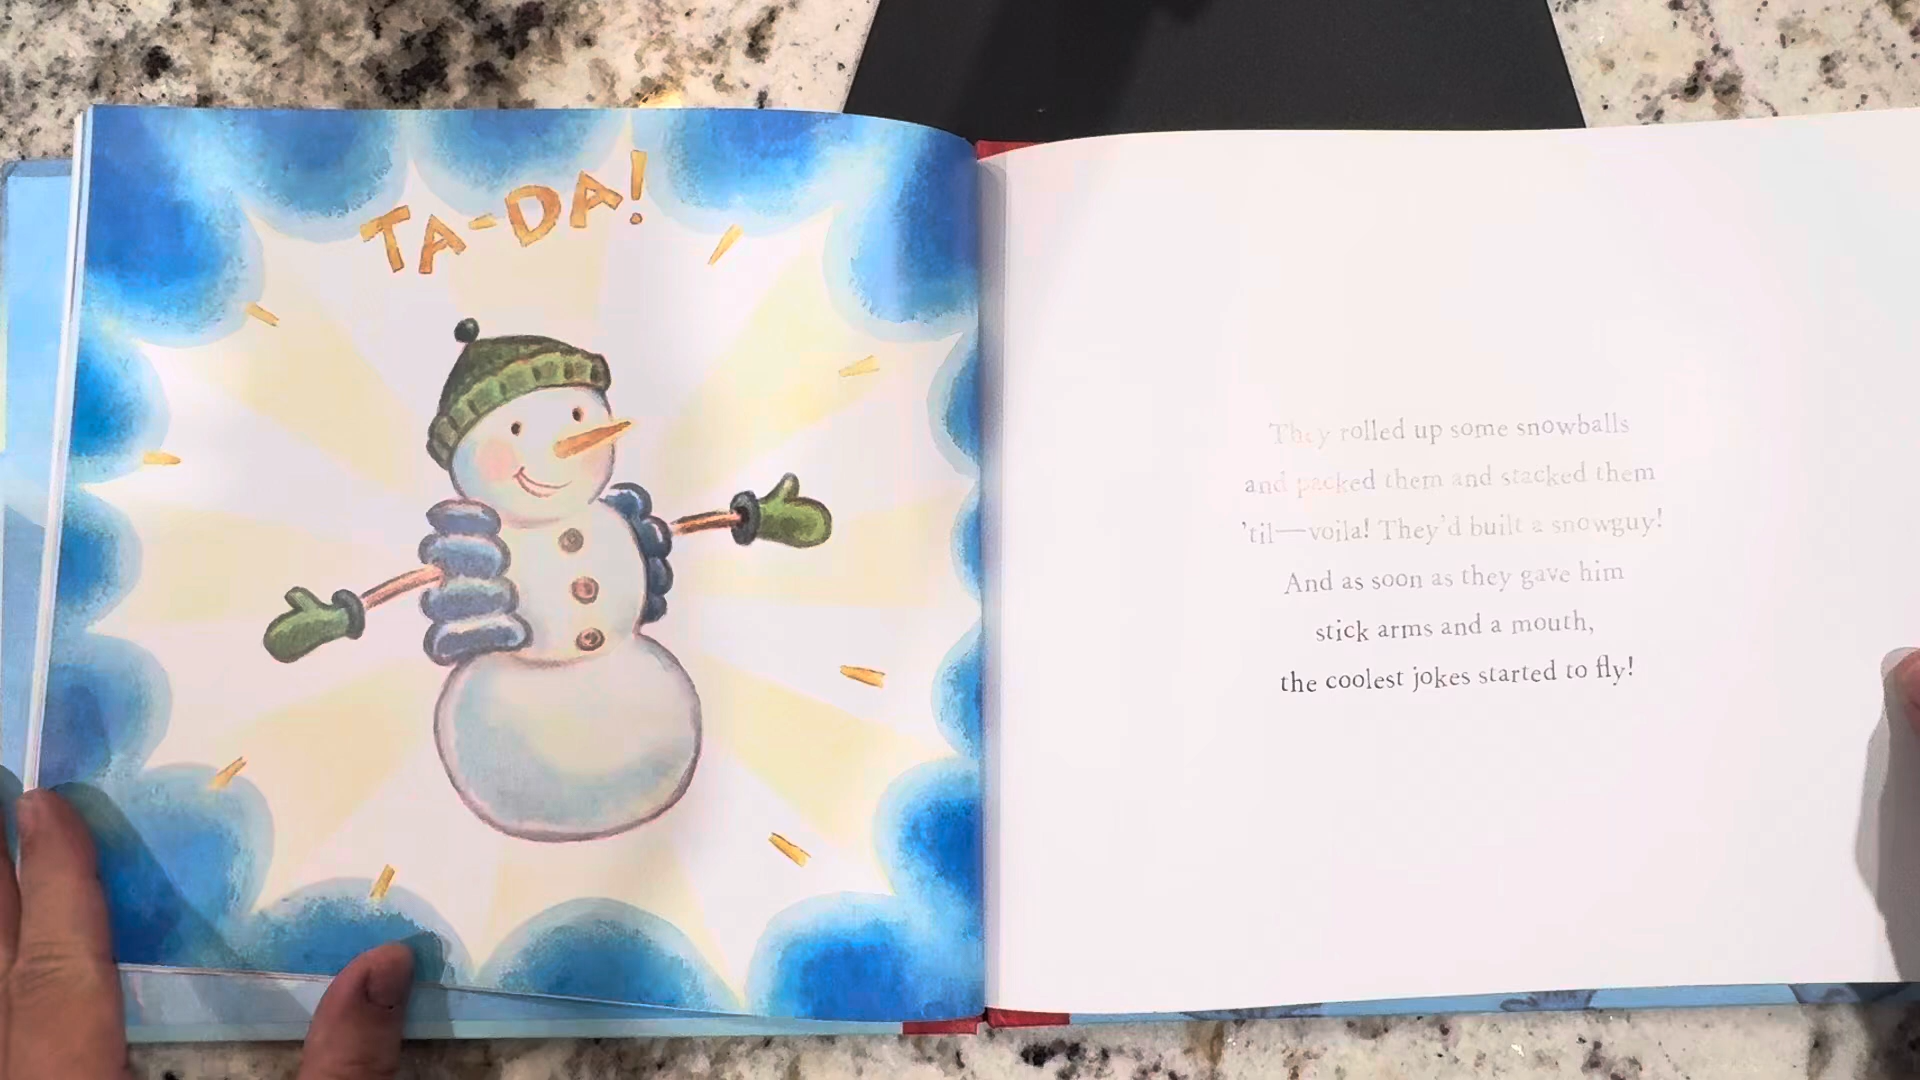 TA-DA!
They rolled up some snowballs
and packed them and stacked them
’til—voila! They’d built a snowguy!
And as soon as they gave him
stick arms and a mouth,
the coolest jokes started to fly!